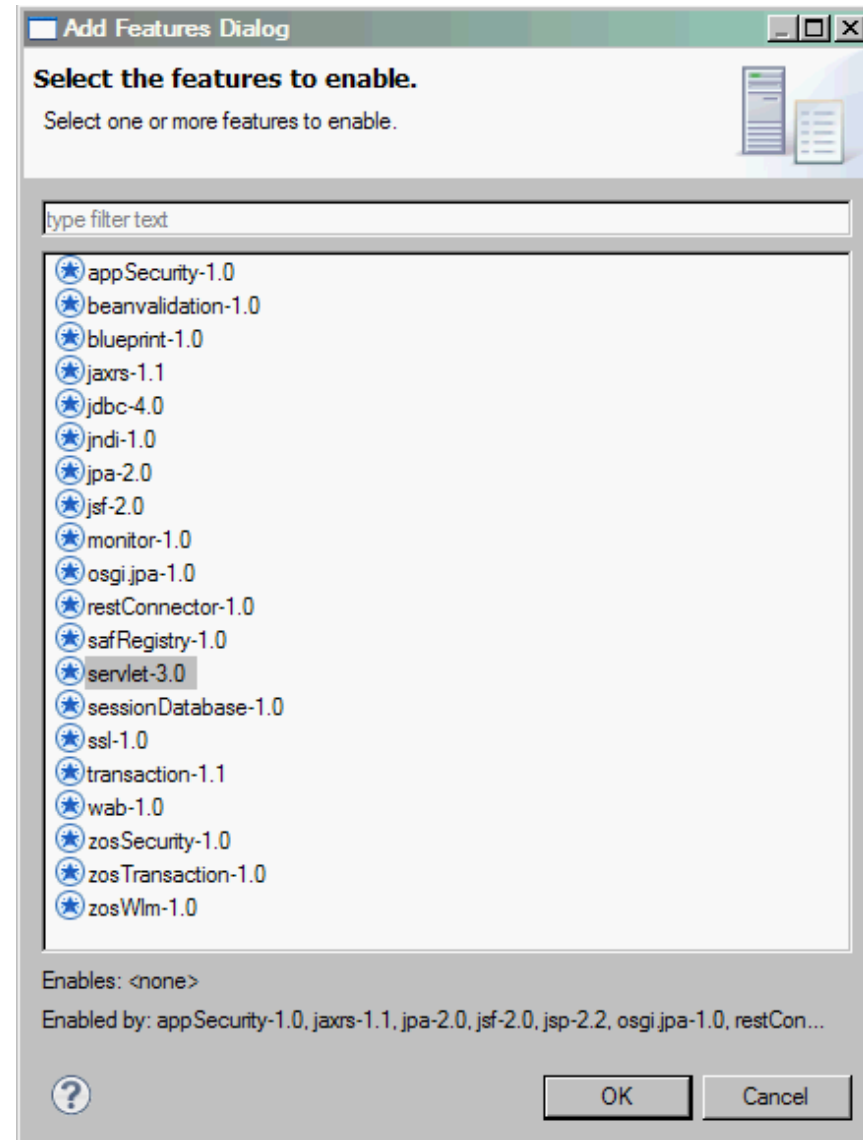 Add Features Dialog
Select the features to enable.
Select one or more features to enable.
type filter text
appSecurity-1.0
beanvalidation-1.0
blueprint-1.0
jaxrs-1.1
jdbc-4.0
jndi-1.0
jpa-2.0
jsf-2.0
monitor-1.0
osgi.jpa-1.0
restConnector-1.0
safRegistry-1.0
servlet-3.0
sessionDatabase-1.0
ssl-1.0
transaction-1.1
wab-1.0
zosSecurity-1.0
zosTransaction-1.0
zosWlm-1.0
Enables: <none>
Enabled by: appSecurity-1.0, jaxrs-1.1, jpa-2.0, jsf-2.0, jsp-2.2, osgi.jpa-1.0, restCon...
? OK Cancel